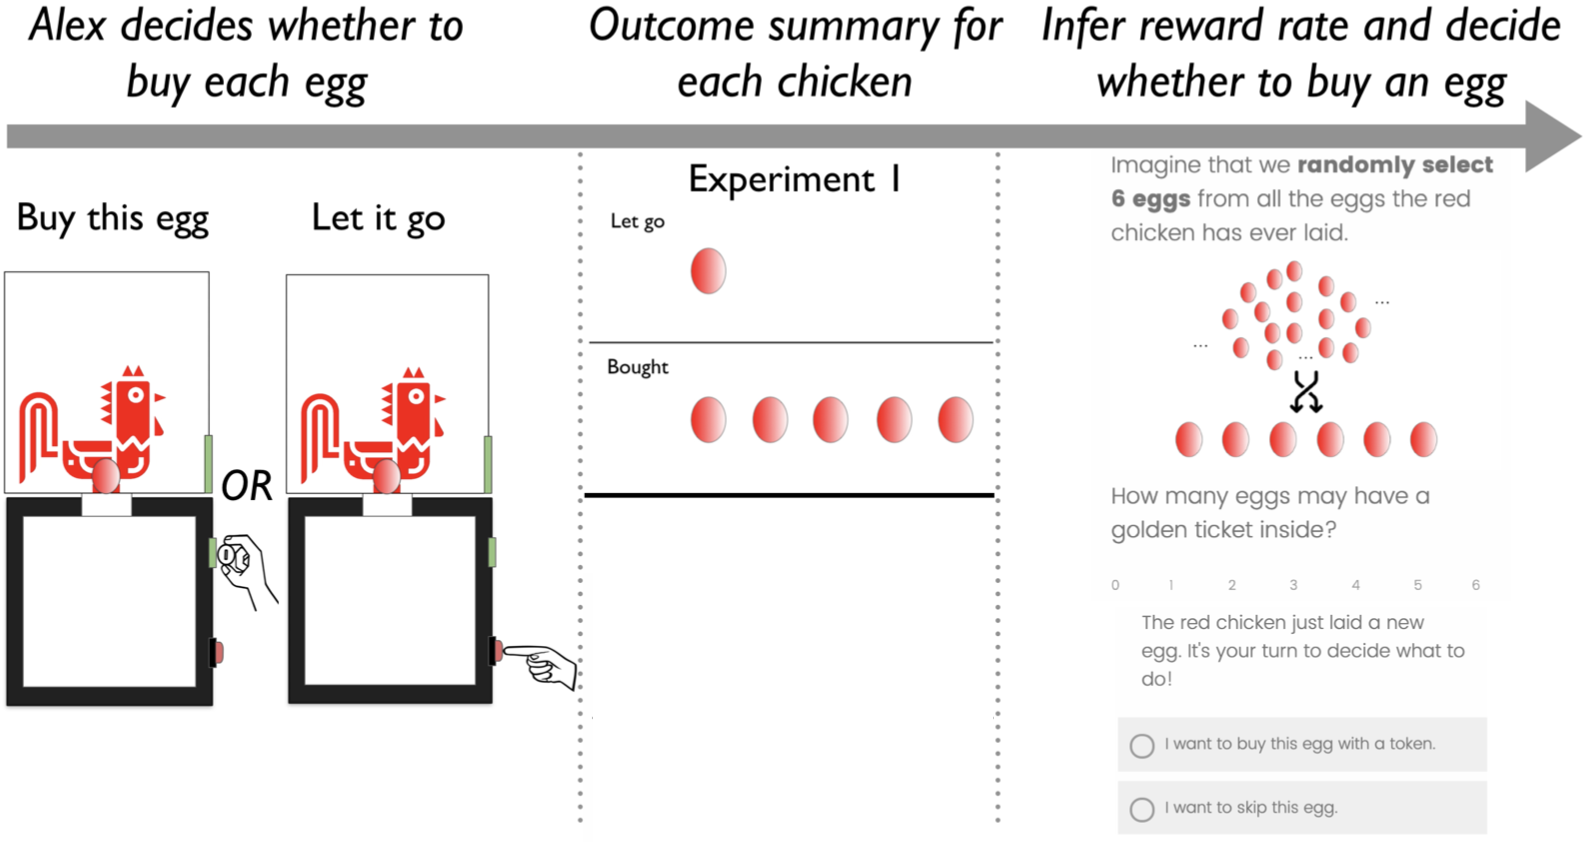 Alex decides whether to
buy each egg
Outcome summary for
each chicken
Infer reward rate and decide
whether to buy an egg
Buy this egg
Let it go
OR
Experiment 1
Let go
Bought
Imagine that we randomly select
6 eggs from all the eggs the red
chicken has ever laid.
...
...
...
How many eggs may have a
golden ticket inside?
0 1 2 3 4 5 6
The red chicken just laid a new
egg. It's your turn to decide what to
do!
I want to buy this egg with a token.
I want to skip this egg.